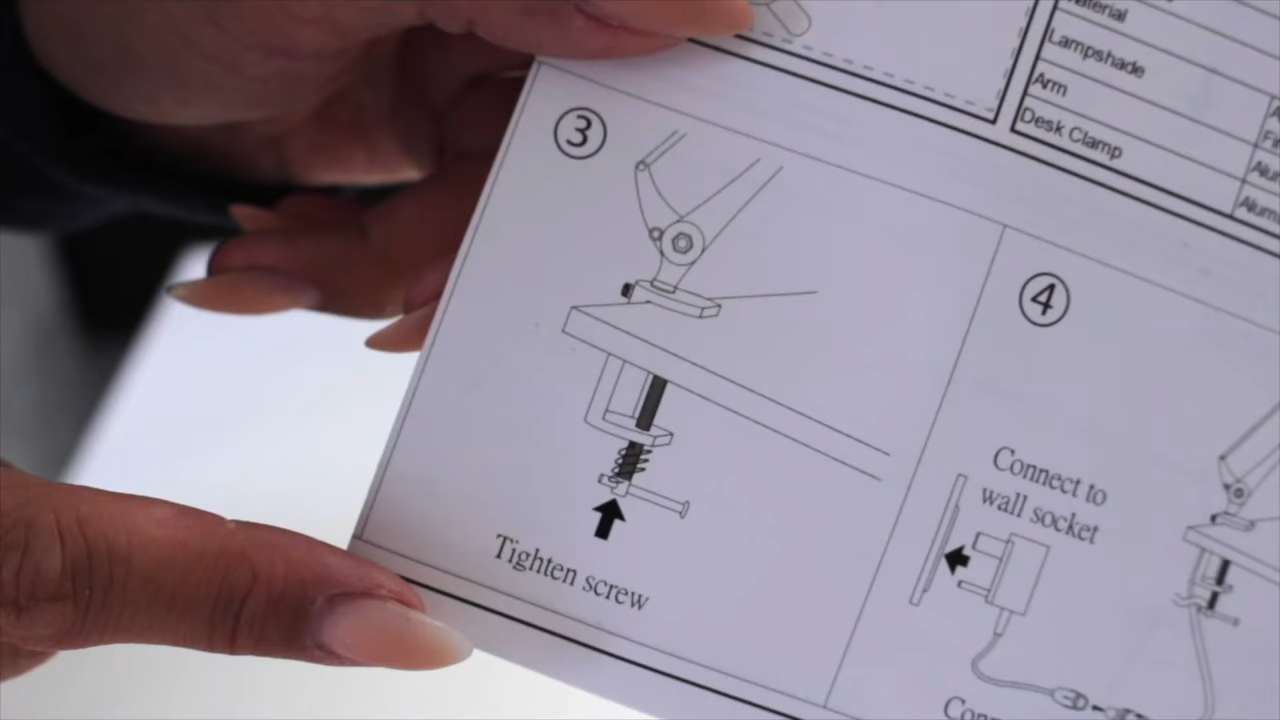 Lampshade
Arm
Desk Clamp
③
Tighten screw
④
Connect to
wall socket